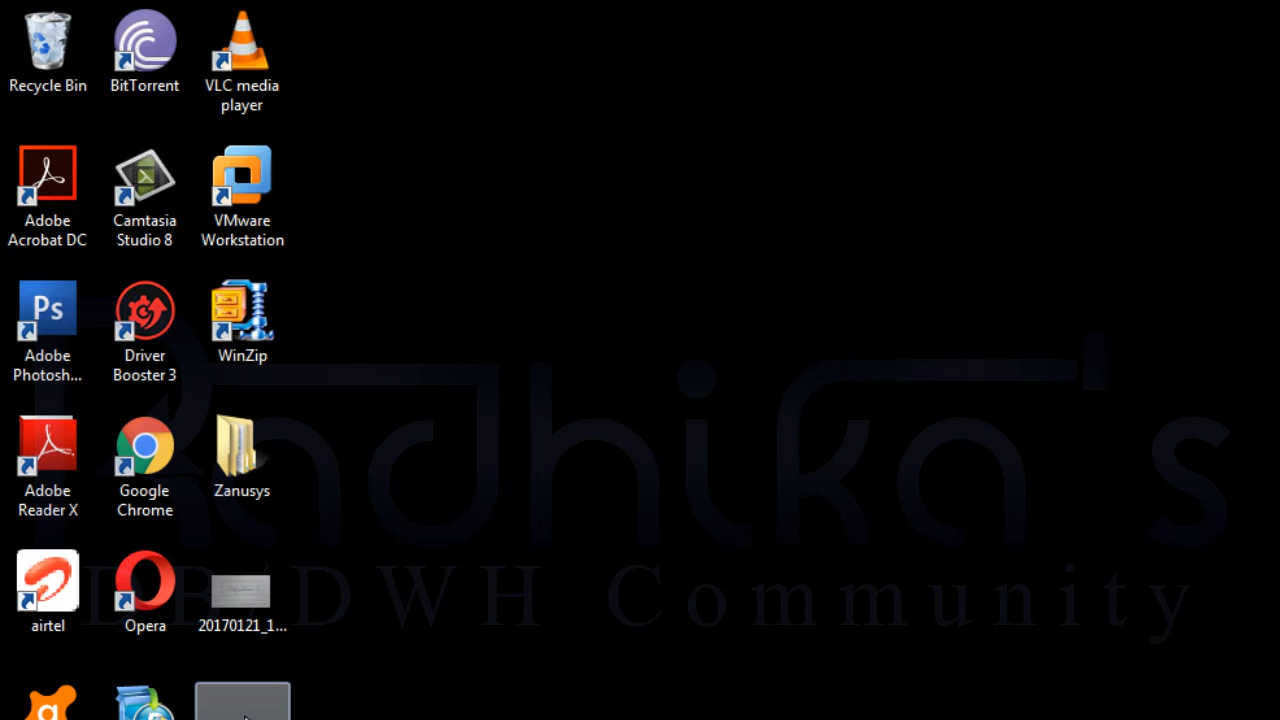 Recycle Bin
BitTorrent
VLC media
player
Adobe
Acrobat DC
Camtasia
Studio 8
VMware
Workstation
Ps
Adobe
Photosh...
Driver
Booster 3
WinZip
Adobe
Reader X
Google
Chrome
Zanusys
airtel
Opera
20170121_1...
Radhika's
DB/DWH Community